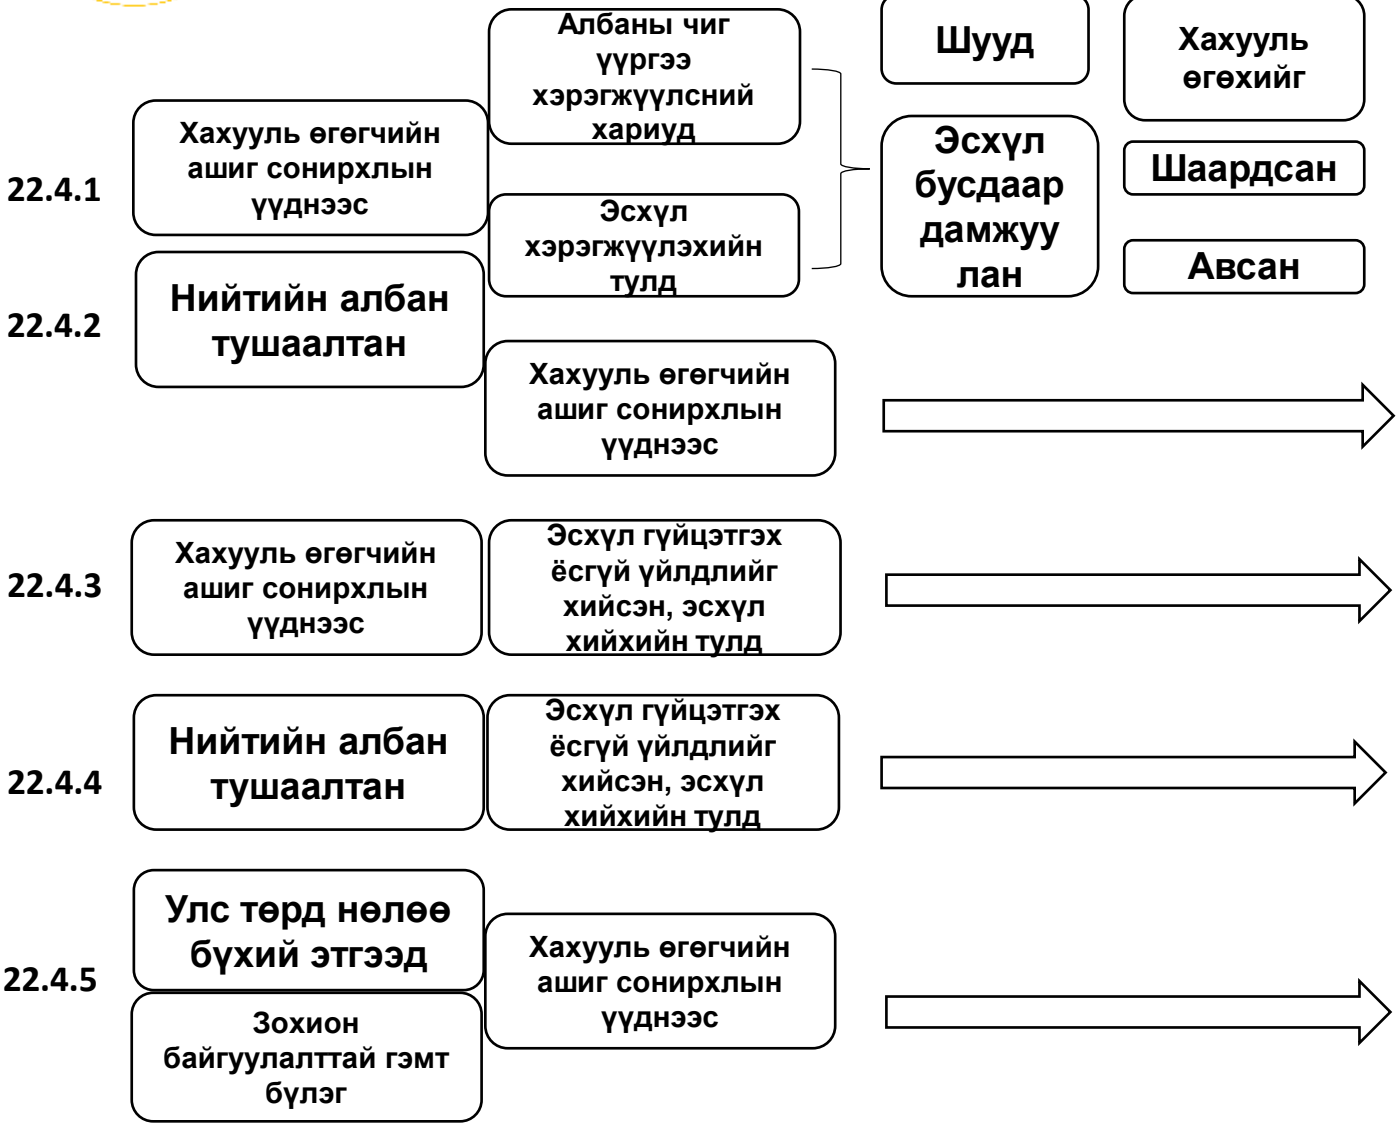 Албаны чиг
үүргээ
хэрэгжүүлсний
хариуд
Шууд
Хахууль
өгөхийг
22.4.1
Хахууль өгөгчийн
ашиг сонирхлын
үүднээс
Эсхүл
хэрэгжүүлэхийн
тулд
Эсхүл
бусдаар
дамжуу
лан
Шаардсан
Авсан
22.4.2
Нийтийн албан
тушаалтан
Хахууль өгөгчийн
ашиг сонирхлын
үүднээс
22.4.3
Хахууль өгөгчийн
ашиг сонирхлын
үүднээс
Эсхүл гүйцэтгэх
ёсгүй үйлдлийг
хийсэн, эсхүл
хийхийн тулд
22.4.4
Нийтийн албан
тушаалтан
Эсхүл гүйцэтгэх
ёсгүй үйлдлийг
хийсэн, эсхүл
хийхийн тулд
22.4.5
Улс төрд нөлөө
бүхий этгээд
Зохион
байгуулалттай гэмт
бүлэг
Хахууль өгөгчийн
ашиг сонирхлын
үүднээс